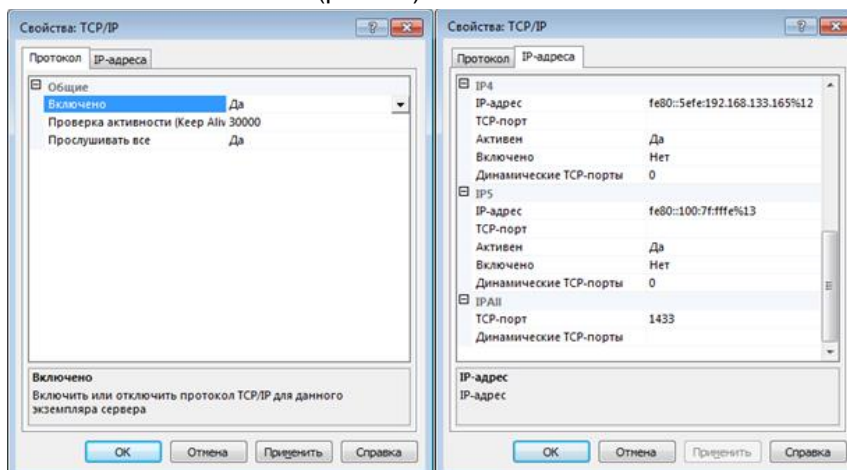 Свойства: TCP/IP
Протокол IP-адреса
Общие
Включено Да
Проверка активности (Keep Aliv 30000
Прослушивать все Да
Включено
Включить или отключить протокол TCP/IP для данного
экземпляра сервера
ОК Отмена Применить Справка
Свойства: TCP/IP
Протокол IP-адреса
IP4
IP-адрес fe80::5efe:192.168.133.165%12
TCP-порт
Активен Да
Включено Нет
Динамические TCP-порты 0
IP5
IP-адрес fe80::100:7f:fffe%13
TCP-порт
Активен Да
Включено Нет
Динамические TCP-порты 0
IPAll
TCP-порт 1433
Динамические TCP-порты
IP-адрес
IP-адрес
ОК Отмена Применить Справка